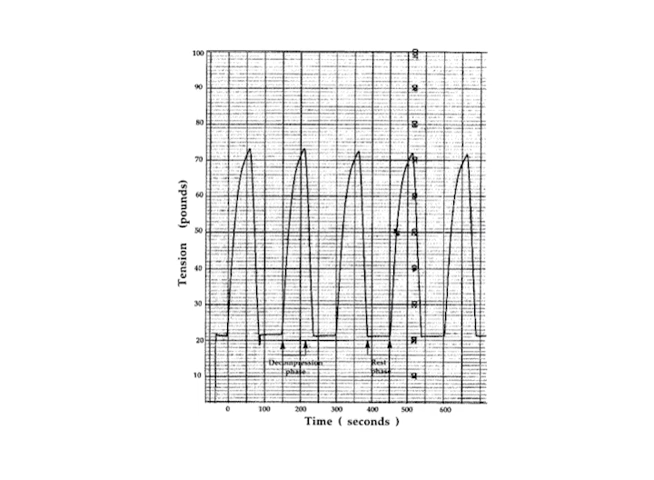 100
90
80
70
60
50
40
30
20
10
Tension (pounds)
0 100 200 300 400 500 600
Time ( seconds )
Decompression
phase
Rest
phase